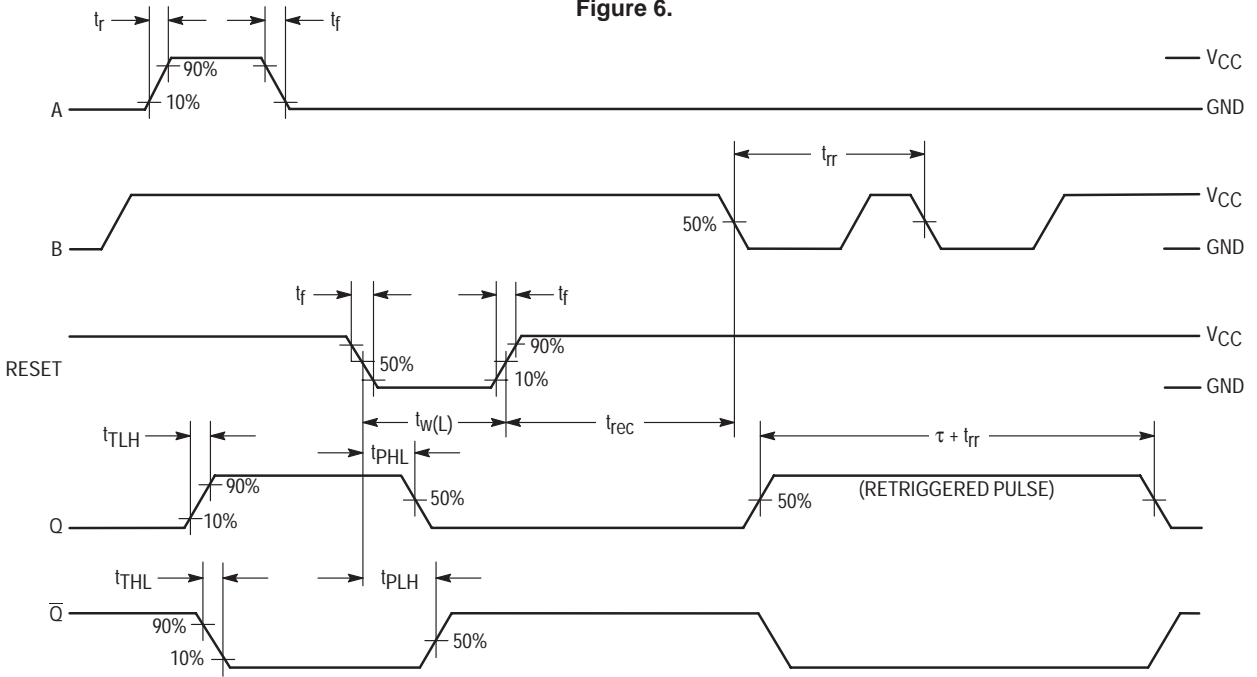 Figure 6.
tr
tf
90%
10%
A
VCC
GND
trr
50%
B
VCC
GND
tf
tf
50%
90%
10%
RESET
VCC
GND
tw(L)
trec
tTLH
tPHL
τ + trr
90%
10%
50%
50%
(RETRIGGERED PULSE)
Q
tTHL
tPLH
Q̅
90%
10%
50%